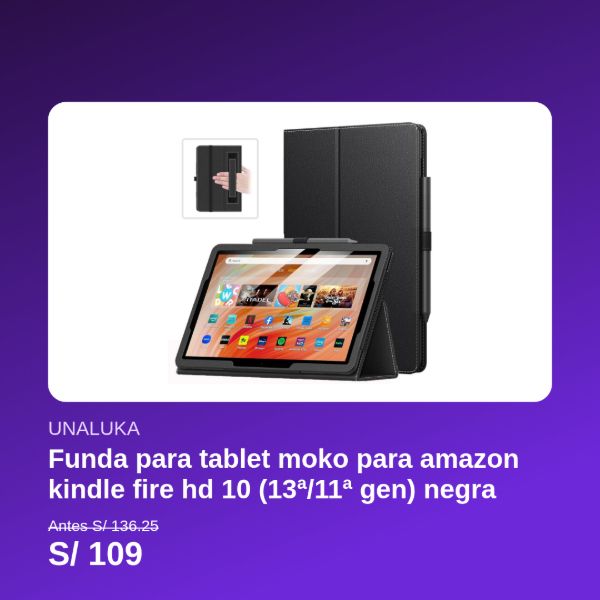 CITADEL
UNALUKA
Funda para tablet moko para amazon
kindle fire hd 10 (13ª/11ª gen) negra
Antes S/ 136.25
S/ 109